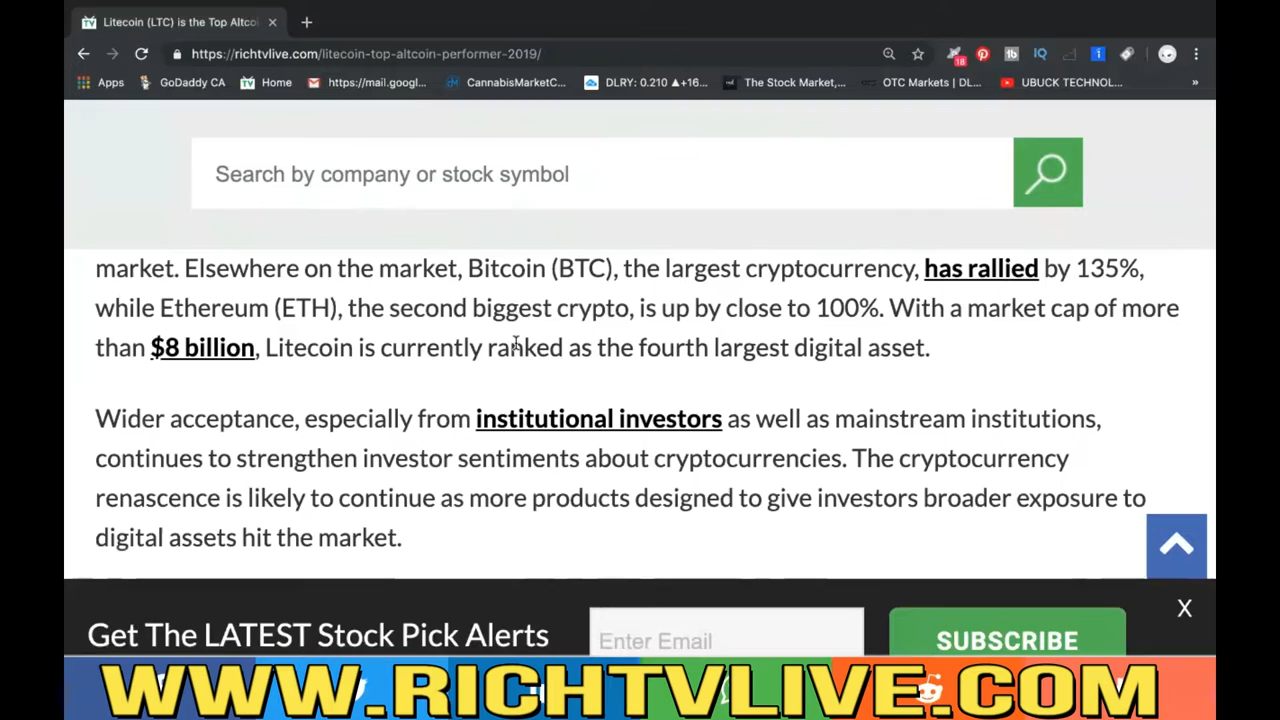 Litecoin (LTC) is the Top Altcoi
https://richtvlive.com/litecoin-top-altcoin-performer-2019/
18
Apps GoDaddy CA Home https://mail.googl... CannabisMarketC... DLRY: 0.210 ▲+16... The Stock Market,... OTC Markets | DL... UBUCK TECHNOL... »
Search by company or stock symbol
market. Elsewhere on the market, Bitcoin (BTC), the largest cryptocurrency, has rallied by 135%,
while Ethereum (ETH), the second biggest crypto, is up by close to 100%. With a market cap of more
than $8 billion, Litecoin is currently ranked as the fourth largest digital asset.
Wider acceptance, especially from institutional investors as well as mainstream institutions,
continues to strengthen investor sentiments about cryptocurrencies. The cryptocurrency
renascence is likely to continue as more products designed to give investors broader exposure to
digital assets hit the market.
X
Get The LATEST Stock Pick Alerts Enter Email SUBSCRIBE
WWW.RICHTVLIVE.COM